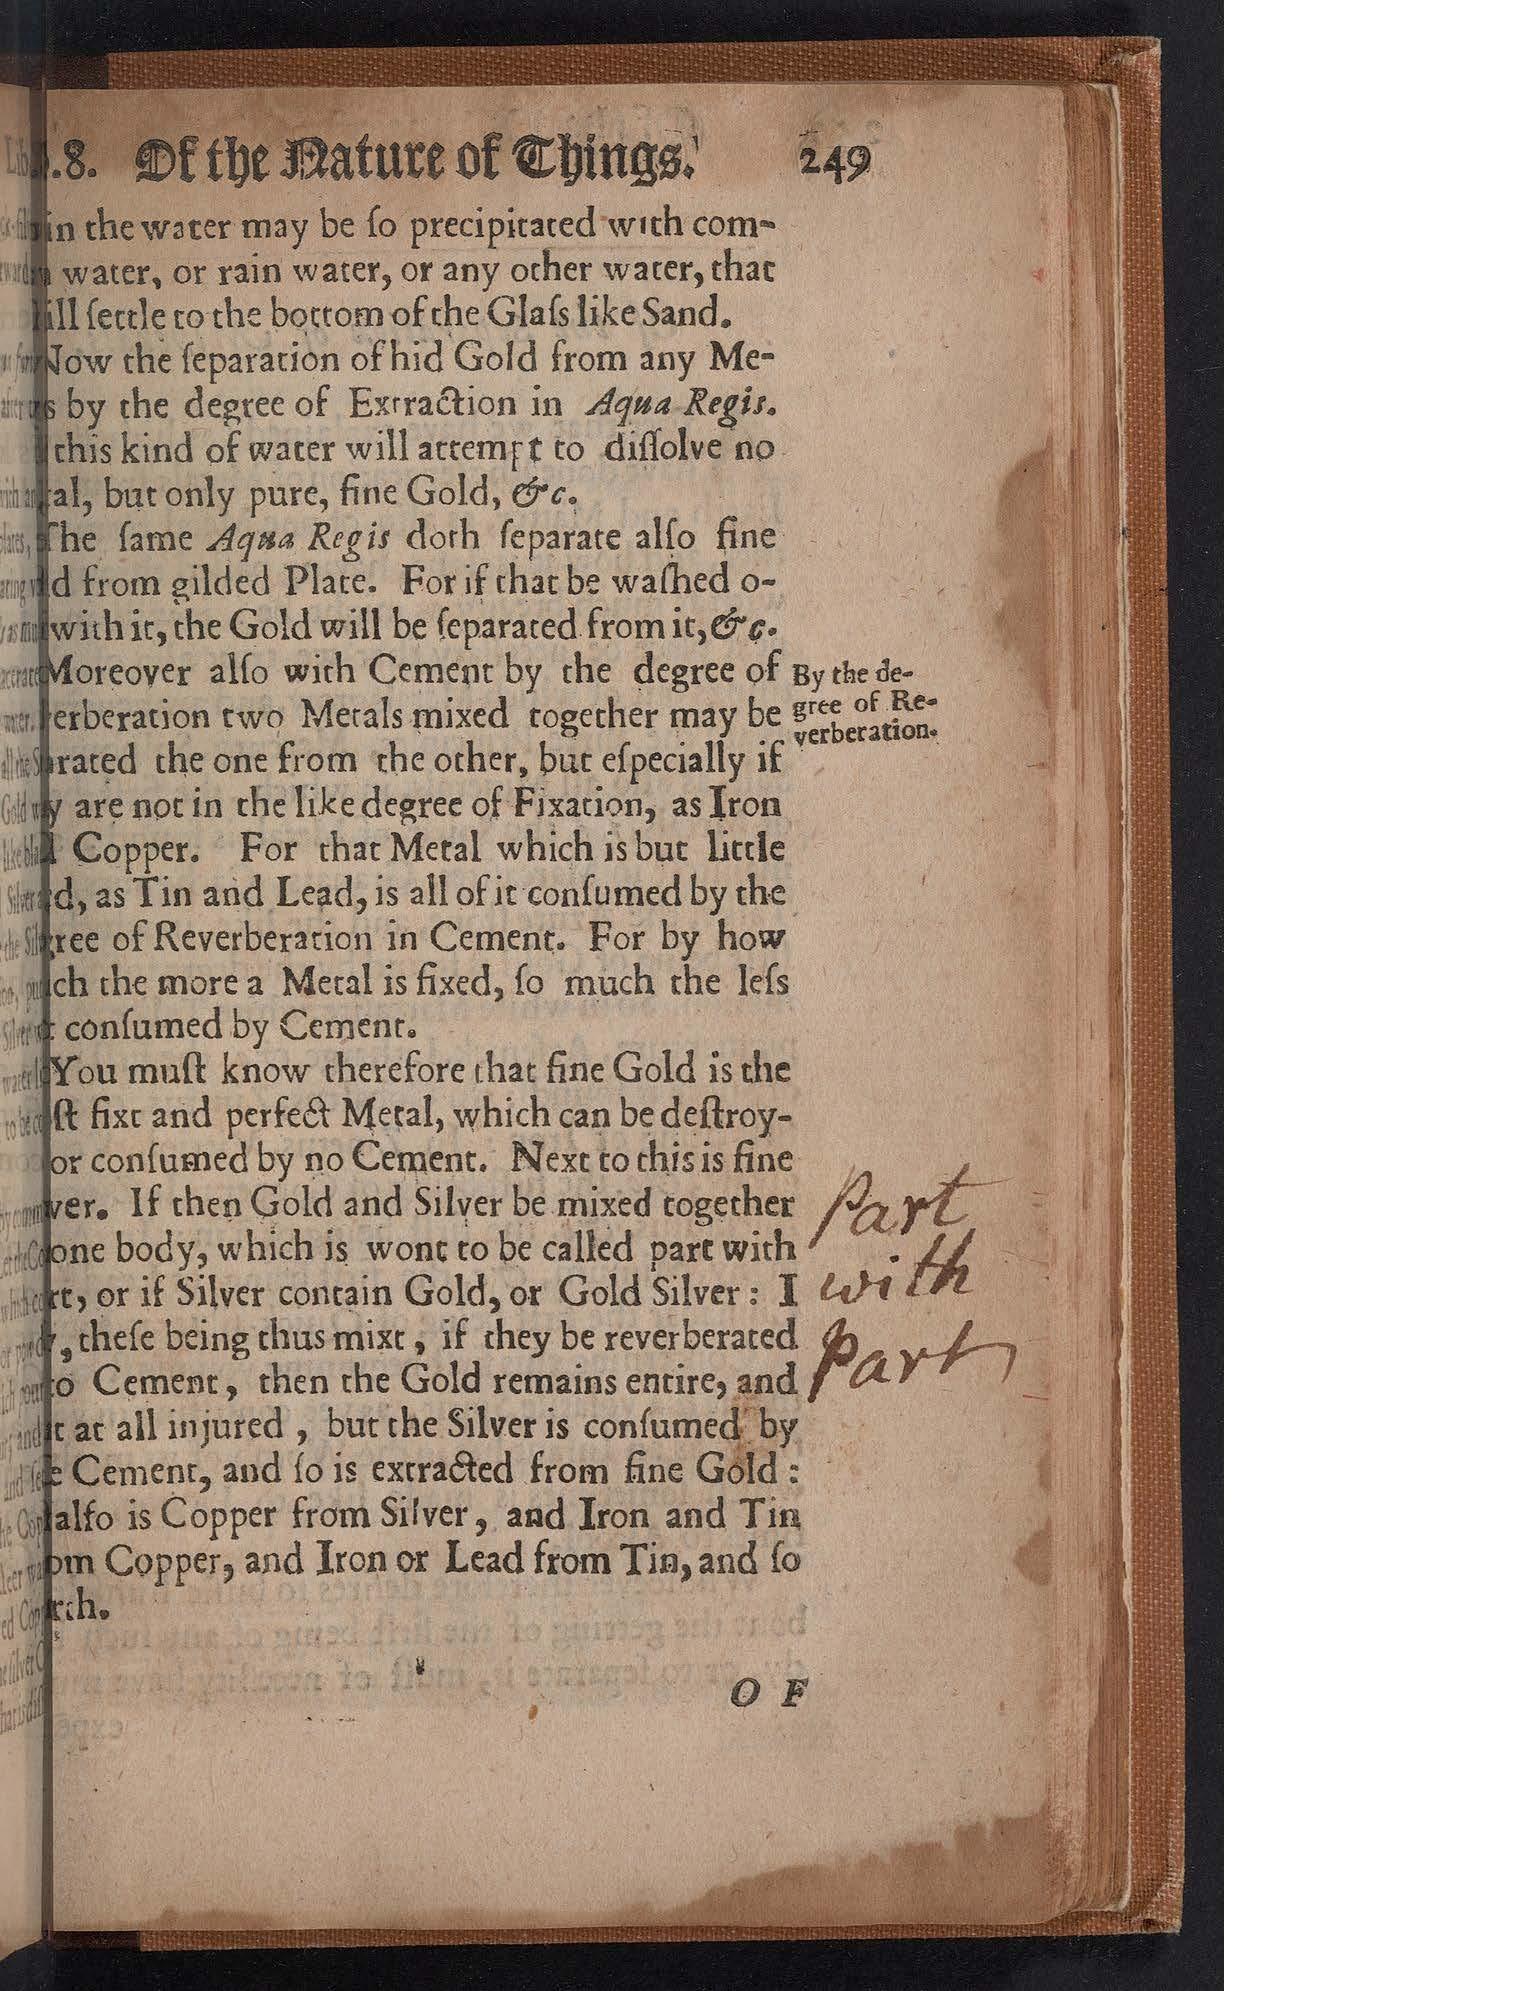 .8. Of the Nature of Things. 249
in the water may be ſo precipitated with com-
water, or rain water, or any other water, that
ill ſettle to the bottom of the Glaſs like Sand.
Now the ſeparation of hid Gold from any Me-
s by the degree of Extraction in Aqua Regis.
this kind of water will attempt to diſſolve no
al, but only pure, fine Gold, &c.
The ſame Aqua Regis doth ſeparate alſo fine
d from gilded Plate. For if that be waſhed o-
with it, the Gold will be ſeparated from it, &c.
Moreover alſo with Cement by the degree of
erberation two Metals mixed together may be
rated the one from the other, but eſpecially if
y are not in the like degree of Fixation, as Iron
Copper. For that Metal which is but little
d, as Tin and Lead, is all of it conſumed by the
ree of Reverberation in Cement. For by how
ch the more a Metal is fixed, ſo much the leſs
conſumed by Cement.
You muſt know therefore that fine Gold is the
ſt fixt and perfect Metal, which can be deſtroy-
or conſumed by no Cement. Next to this is fine
ver. If then Gold and Silver be mixed together
one body, which is wont to be called part with
t, or if Silver contain Gold, or Gold Silver: I
, theſe being thus mixt, if they be reverberated
o Cement, then the Gold remains entire, and
t at all injured, but the Silver is conſumed by
e Cement, and ſo is extracted from fine Gold:
alſo is Copper from Silver, and Iron and Tin
om Copper, and Iron or Lead from Tin, and ſo
rth.
OF
By the de-
gree of Re-
verberation.
Part
with
Part